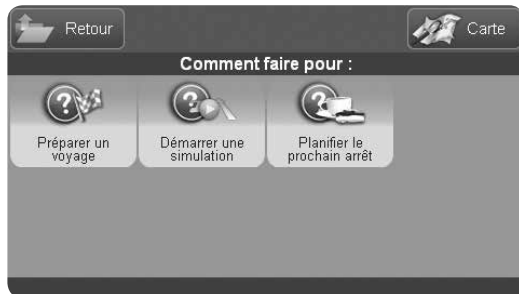 Retour
Carte
Comment faire pour :
Préparer un
voyage
Démarrer une
simulation
Planifier le
prochain arrêt